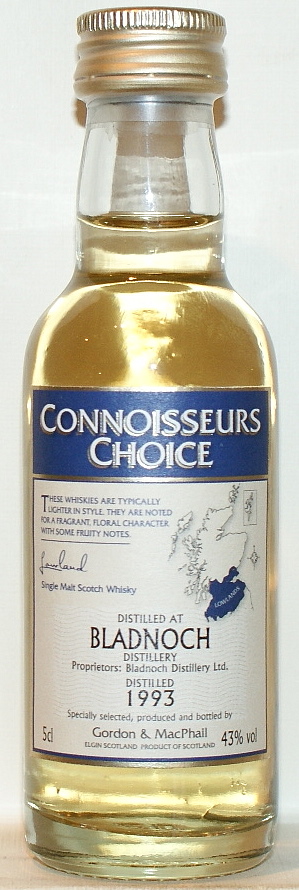 CONNOISSEURS
CHOICE
THESE WHISKIES ARE TYPICALLY
LIGHTER IN STYLE. THEY ARE NOTED
FOR A FRAGRANT, FLORAL CHARACTER
WITH SOME FRUITY NOTES.
Lowland
Single Malt Scotch Whisky
LOWLANDS
DISTILLED AT
BLADNOCH
DISTILLERY
Proprietors: Bladnoch Distillery Ltd.
DISTILLED
1993
Specially selected, produced and bottled by
5cl Gordon & MacPhail 43% vol
ELGIN SCOTLAND PRODUCT OF SCOTLAND